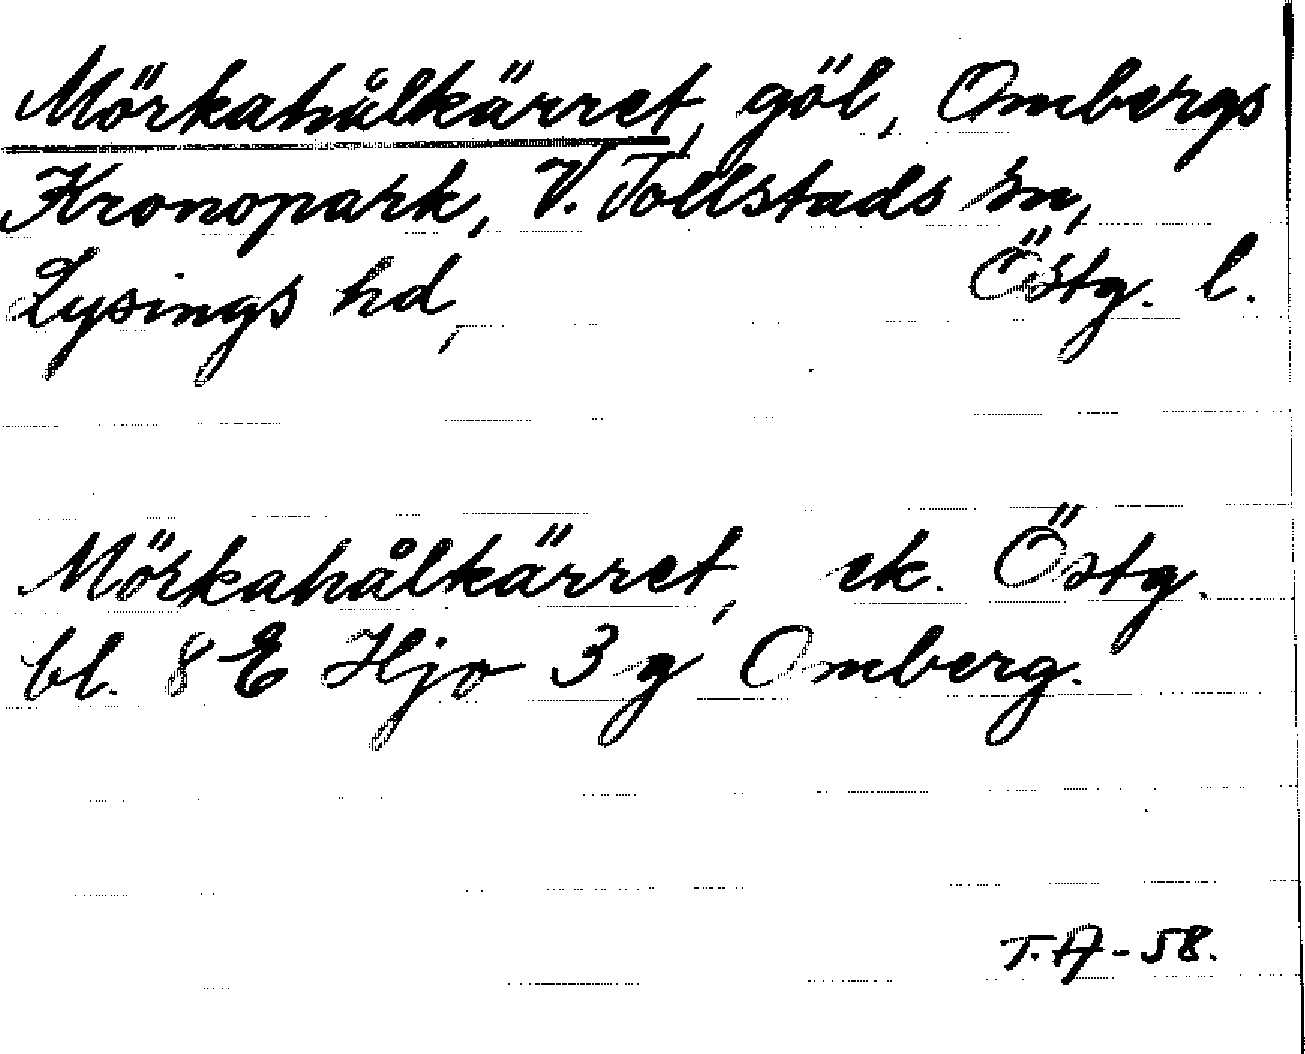 Mörkahålkärret, göl, Ombergs
Kronopark, V. Tollstads sn,
Lysings hd, Östg. l.
Mörkahålkärret, ek. Östg.
bl. 8 E Hjo 3 g Omberg.
T.A-58.